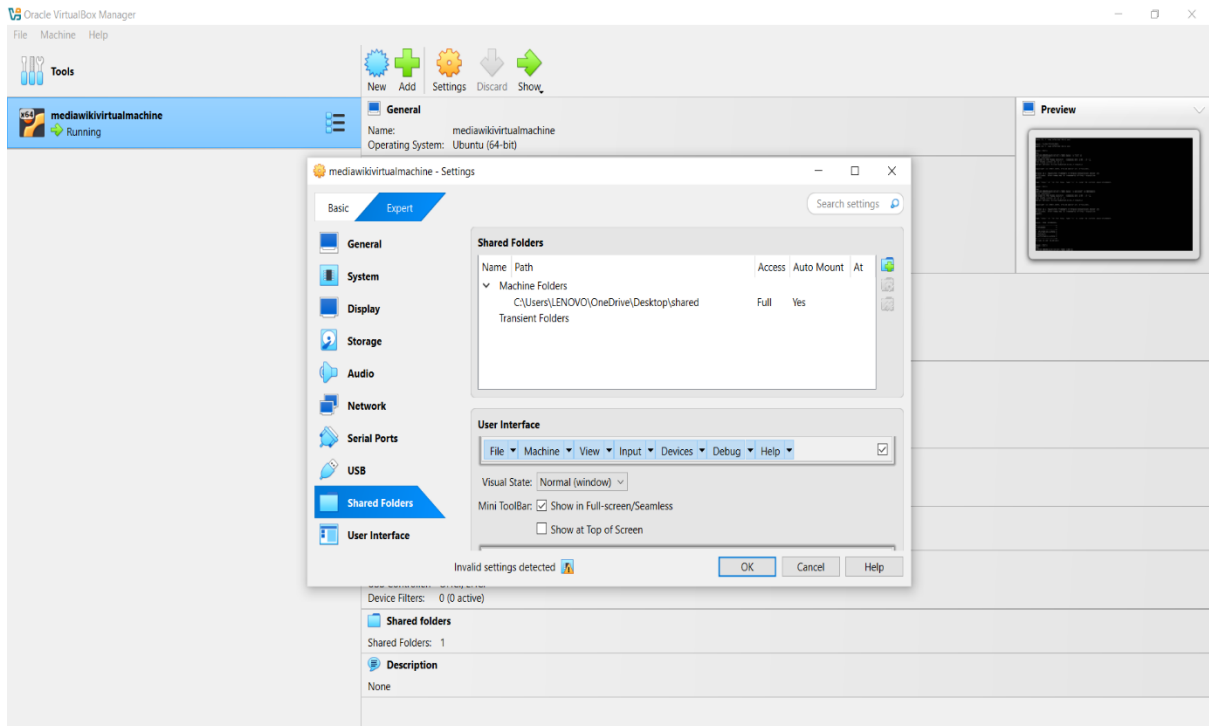 Oracle VirtualBox Manager
File Machine Help
Tools
New Add Settings Discard Show
mediawikivirtualmachine
Running
General
Name: mediawikivirtualmachine
Operating System: Ubuntu (64-bit)
Preview
mediawikivirtualmachine - Settings
Basic Expert
Search settings
General
System
Display
Storage
Audio
Network
Serial Ports
USB
Shared Folders
User Interface
Shared Folders
Name Path Access Auto Mount At
Machine Folders
C:\Users\LENOVO\OneDrive\Desktop\shared Full Yes
Transient Folders
User Interface
File Machine View Input Devices Debug Help
Visual State: Normal (window)
Mini ToolBar: Show in Full-screen/Seamless
Show at Top of Screen
Invalid settings detected
OK Cancel Help
Device Filters: 0 (0 active)
Shared folders
Shared Folders: 1
Description
None